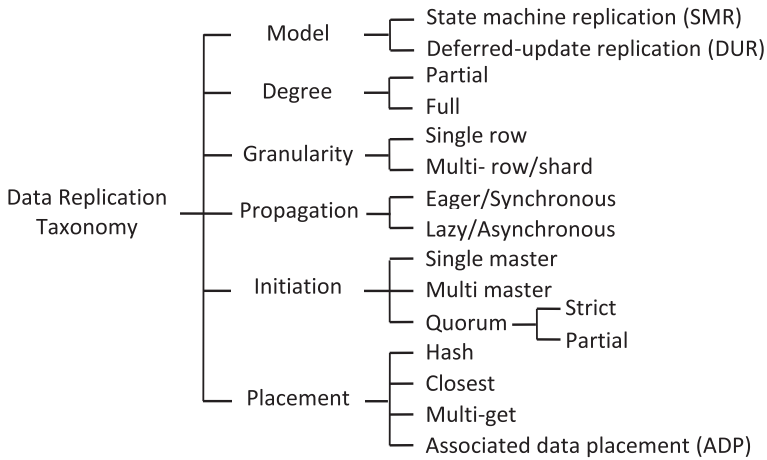 Data Replication
Taxonomy
Model
State machine replication (SMR)
Deferred-update replication (DUR)
Degree
Partial
Full
Granularity
Single row
Multi- row/shard
Propagation
Eager/Synchronous
Lazy/Asynchronous
Initiation
Single master
Multi master
Quorum
Strict
Partial
Placement
Hash
Closest
Multi-get
Associated data placement (ADP)